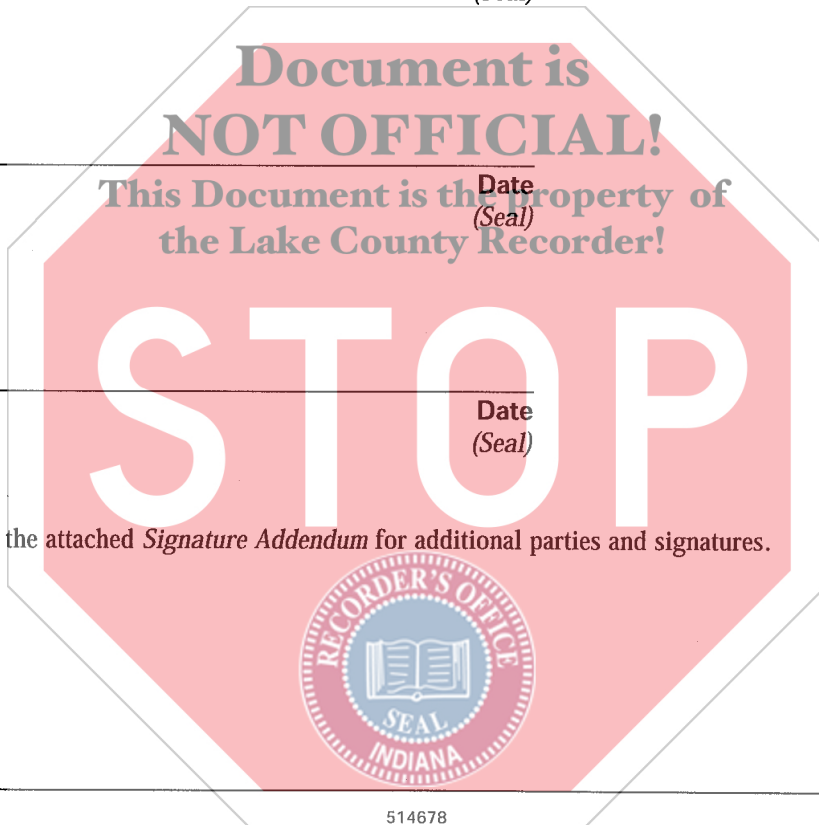 (Seal)
Document is
NOT OFFICIAL!
Date
This Document is the property of
(Seal)
the Lake County Recorder!
STOP
Date
(Seal)
the attached Signature Addendum for additional parties and signatures.
RECORDER'S OFFICE
SEAL
INDIANA
514678